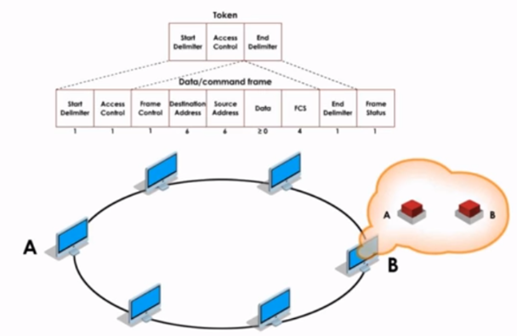 Token
Start Delimiter
Access Control
End Delimiter
Data/command frame
Start Delimiter
Access Control
Frame Control
Destination Address
Source Address
Data
FCS
End Delimiter
Frame Status
1 1 1 6 6 ≥0 4 1 1
A B
A
B